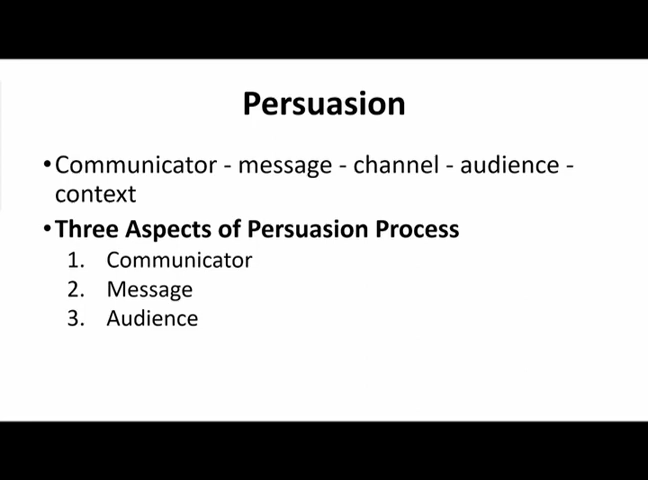 Persuasion
•Communicator - message - channel - audience -
context
•Three Aspects of Persuasion Process
1. Communicator
2. Message
3. Audience